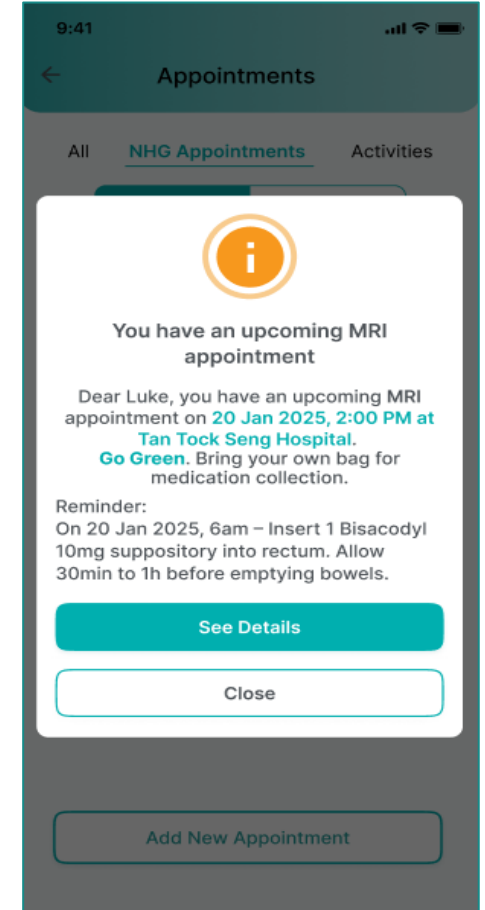 9:41
Appointments
All NHG Appointments Activities
i
You have an upcoming MRI
appointment
Dear Luke, you have an upcoming MRI
appointment on 20 Jan 2025, 2:00 PM at
Tan Tock Seng Hospital.
Go Green. Bring your own bag for
medication collection.
Reminder:
On 20 Jan 2025, 6am – Insert 1 Bisacodyl
10mg suppository into rectum. Allow
30min to 1h before emptying bowels.
See Details
Close
Add New Appointment